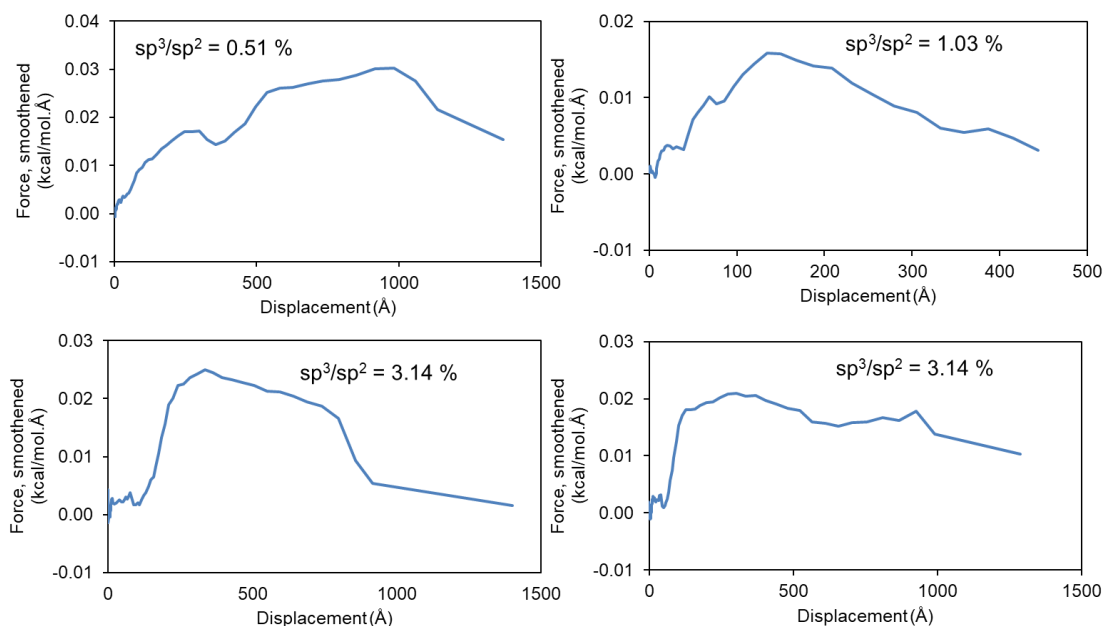 sp³/sp² = 0.51 %
Force, smoothened
(kcal/mol.Å)
0.04
0.03
0.02
0.01
0.00
-0.01
0
500
1000
1500
Displacement (Å)
sp³/sp² = 1.03 %
Force, smoothened
(kcal/mol.Å)
0.02
0.01
0.00
-0.01
0
100
200
300
400
500
Displacement (Å)
sp³/sp² = 3.14 %
Force, smoothened
(kcal/mol.Å)
0.03
0.02
0.01
0.00
-0.01
0
500
1000
1500
Displacement (Å)
sp³/sp² = 3.14 %
Force, smoothened
(kcal/mol.Å)
0.03
0.02
0.01
0.00
-0.01
0
500
1000
1500
Displacement (Å)